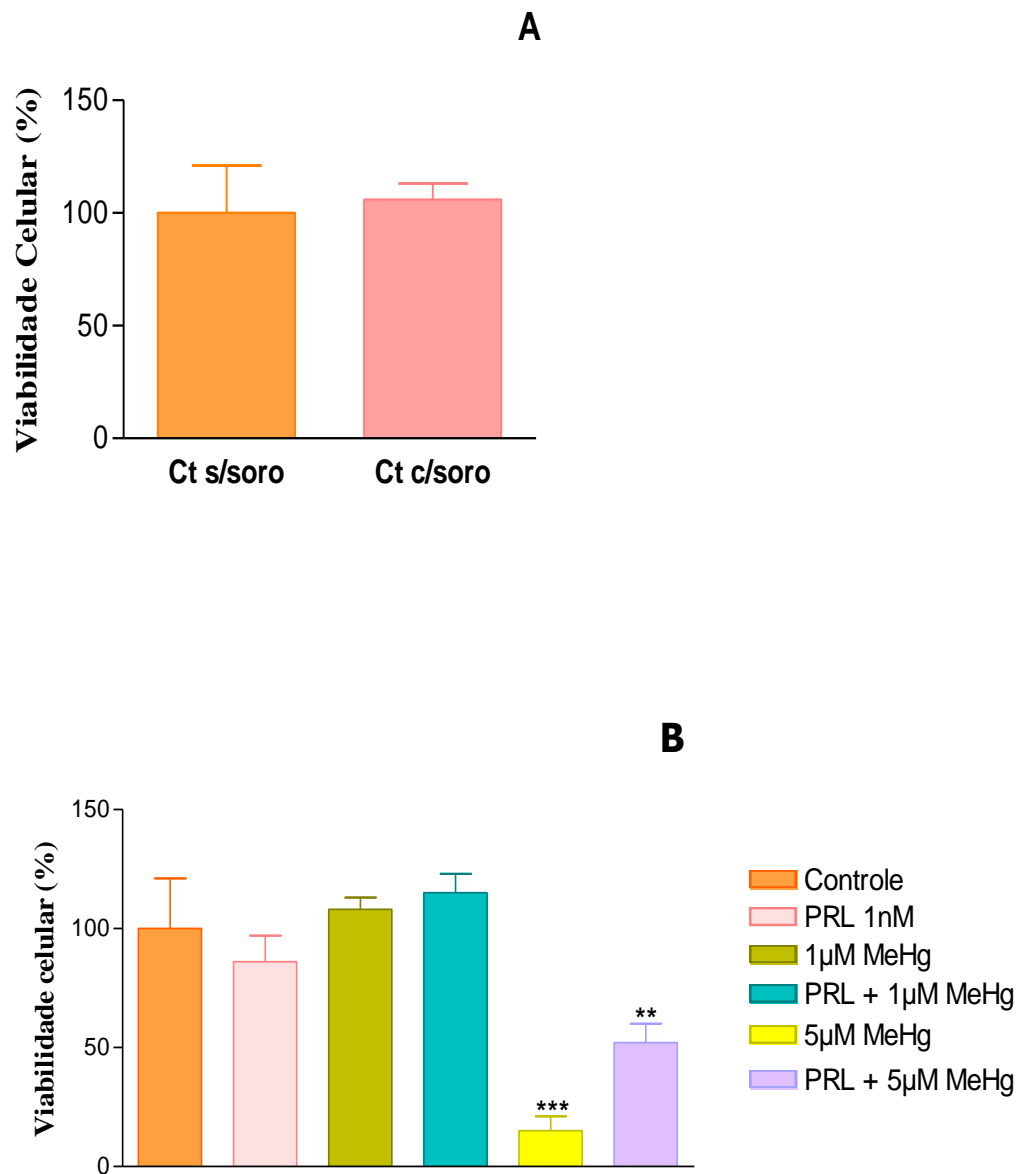 A
Viabilidade Celular (%)
150
100
50
0
Ct s/soro
Ct c/soro
B
Viabilidade celular (%)
150
100
50
0
***
**
Controle
PRL 1nM
1µM MeHg
PRL + 1µM MeHg
5µM MeHg
PRL + 5µM MeHg